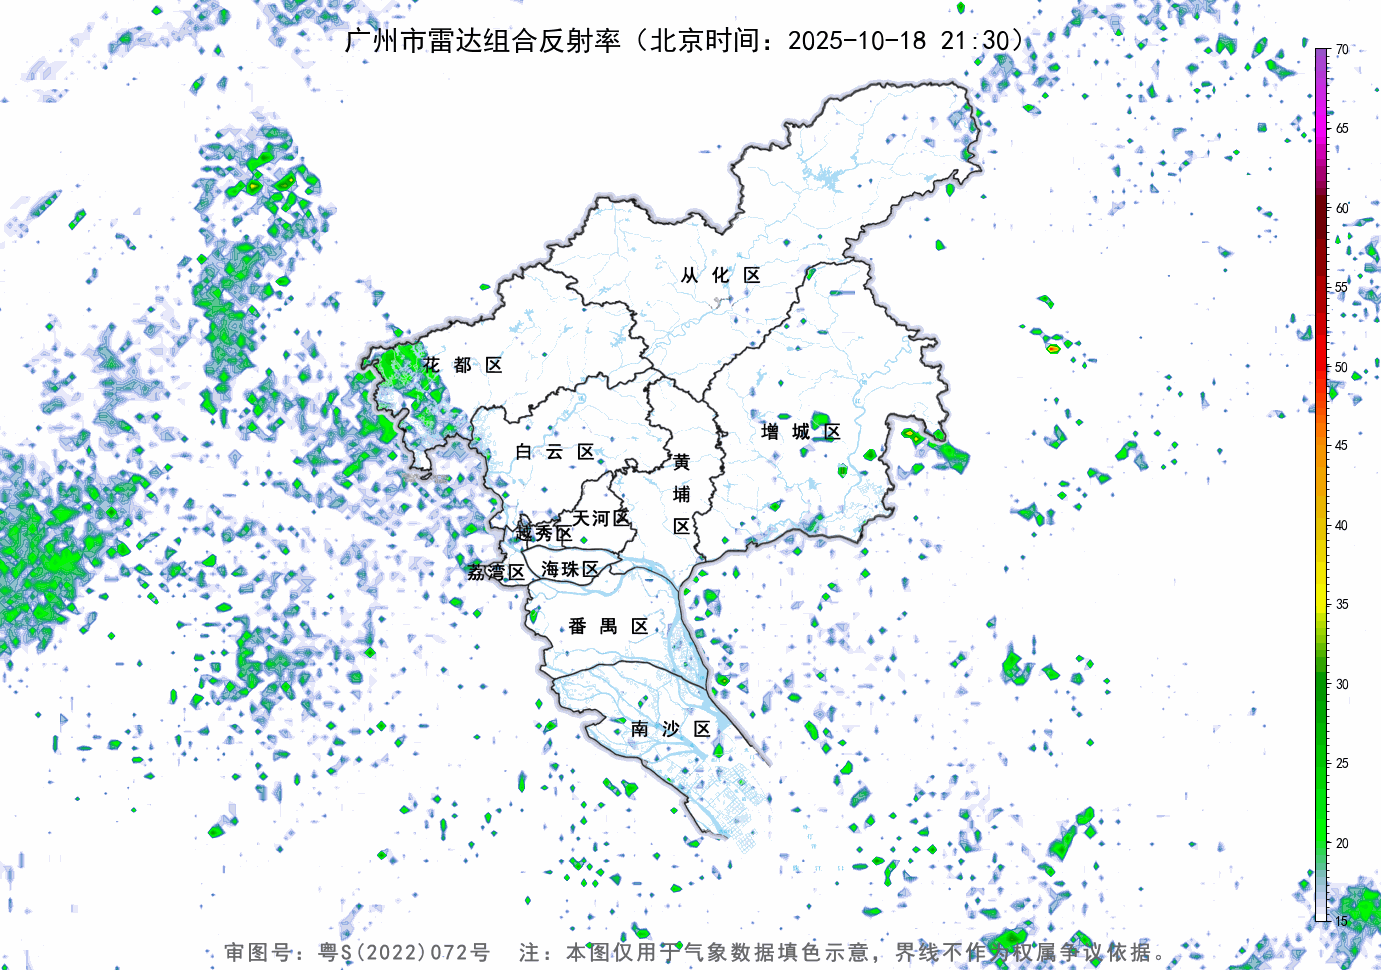 广州市雷达组合反射率（北京时间：2025-10-18 21:30）
70
65
60
55
50
45
40
35
30
25
20
15
从化区
花都区
增城区
白云区
黄埔区
天河区
越秀区
荔湾区
海珠区
番禺区
南沙区
审图号：粤S(2022)072号 注：本图仅用于气象数据填色示意，界线不作为权属争议依据。